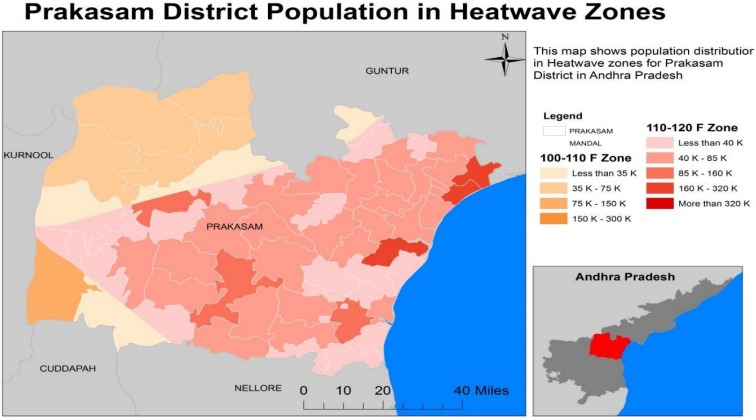 Prakasam District Population in Heatwave Zones
N
GUNTUR
KURNOOL
PRAKASAM
CUDDAPAH
NELLORE
0 10 20 40 Miles
This map shows population distribution
in Heatwave zones for Prakasam
District in Andhra Pradesh
Legend
PRAKASAM
MANDAL
100-110 F Zone
Less than 35 K
35 K - 75 K
75 K - 150 K
150 K - 300 K
110-120 F Zone
Less than 40 K
40 K - 85 K
85 K - 160 K
160 K - 320 K
More than 320 K
Andhra Pradesh